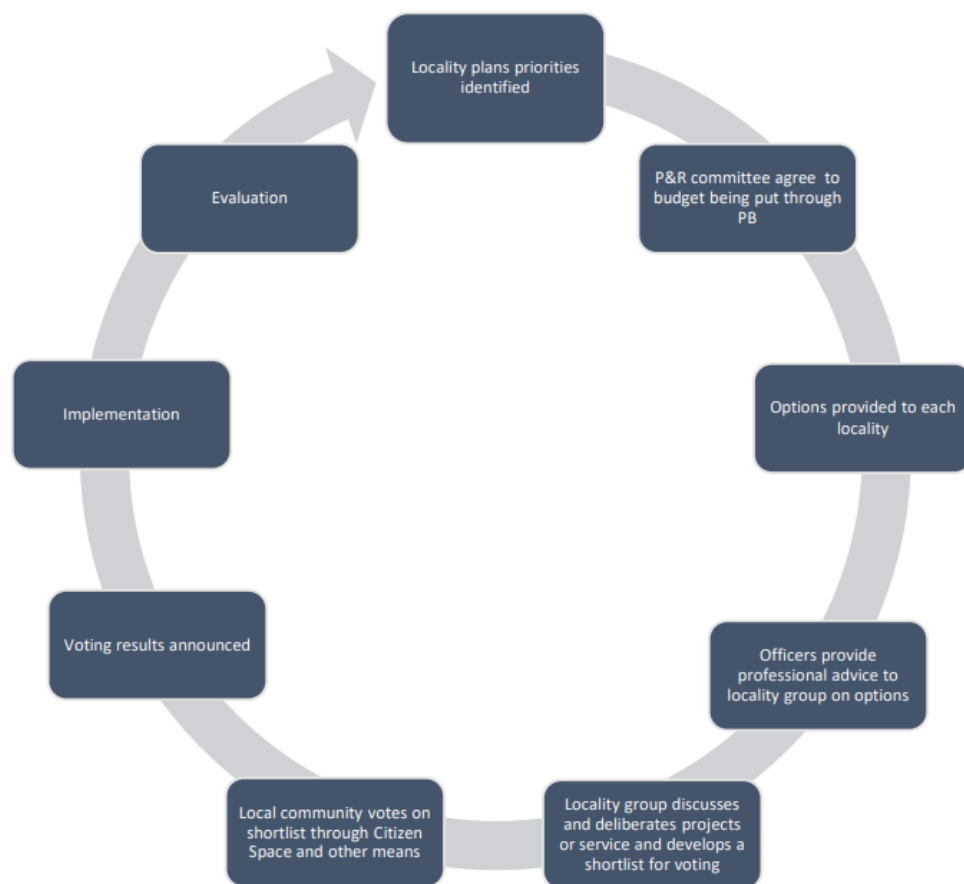 Locality plans priorities
identified
P&R committee agree to
budget being put through
PB
Options provided to each
locality
Officers provide
professional advice to
locality group on options
Locality group discusses
and deliberates projects
or service and develops a
shortlist for voting
Local community votes on
shortlist through Citizen
Space and other means
Voting results announced
Implementation
Evaluation